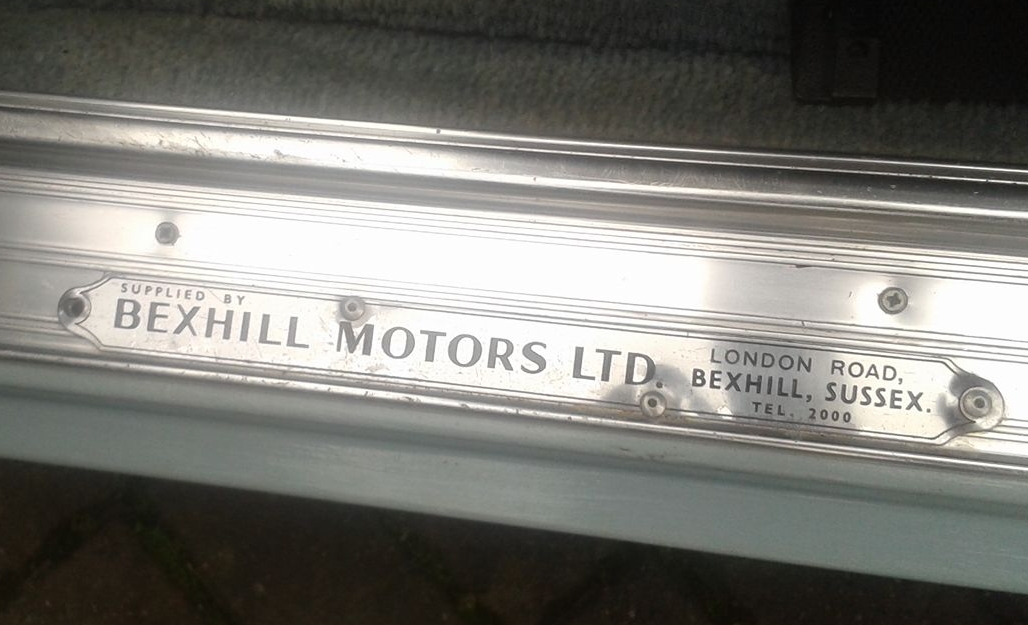 SUPPLIED BY
BEXHILL MOTORS LTD.
LONDON ROAD,
BEXHILL, SUSSEX.
TEL. 2000